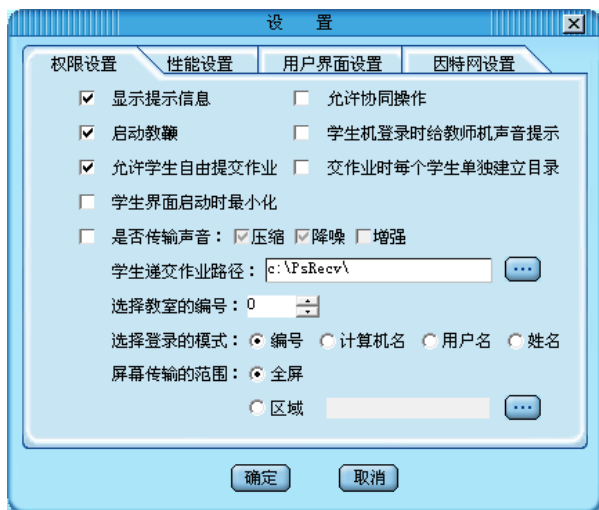 设 置
权限设置 性能设置 用户界面设置 因特网设置
显示提示信息 允许协同操作
启动教鞭 学生机登录时给教师机声音提示
允许学生自由提交作业 交作业时每个学生单独建立目录
学生界面启动时最小化
是否传输声音： 压缩 降噪 增强
学生递交作业路径： c:\PsRecv\ ...
选择教室的编号： 0
选择登录的模式： 编号 计算机名 用户名 姓名
屏幕传输的范围： 全屏
区域 ...
确定 取消